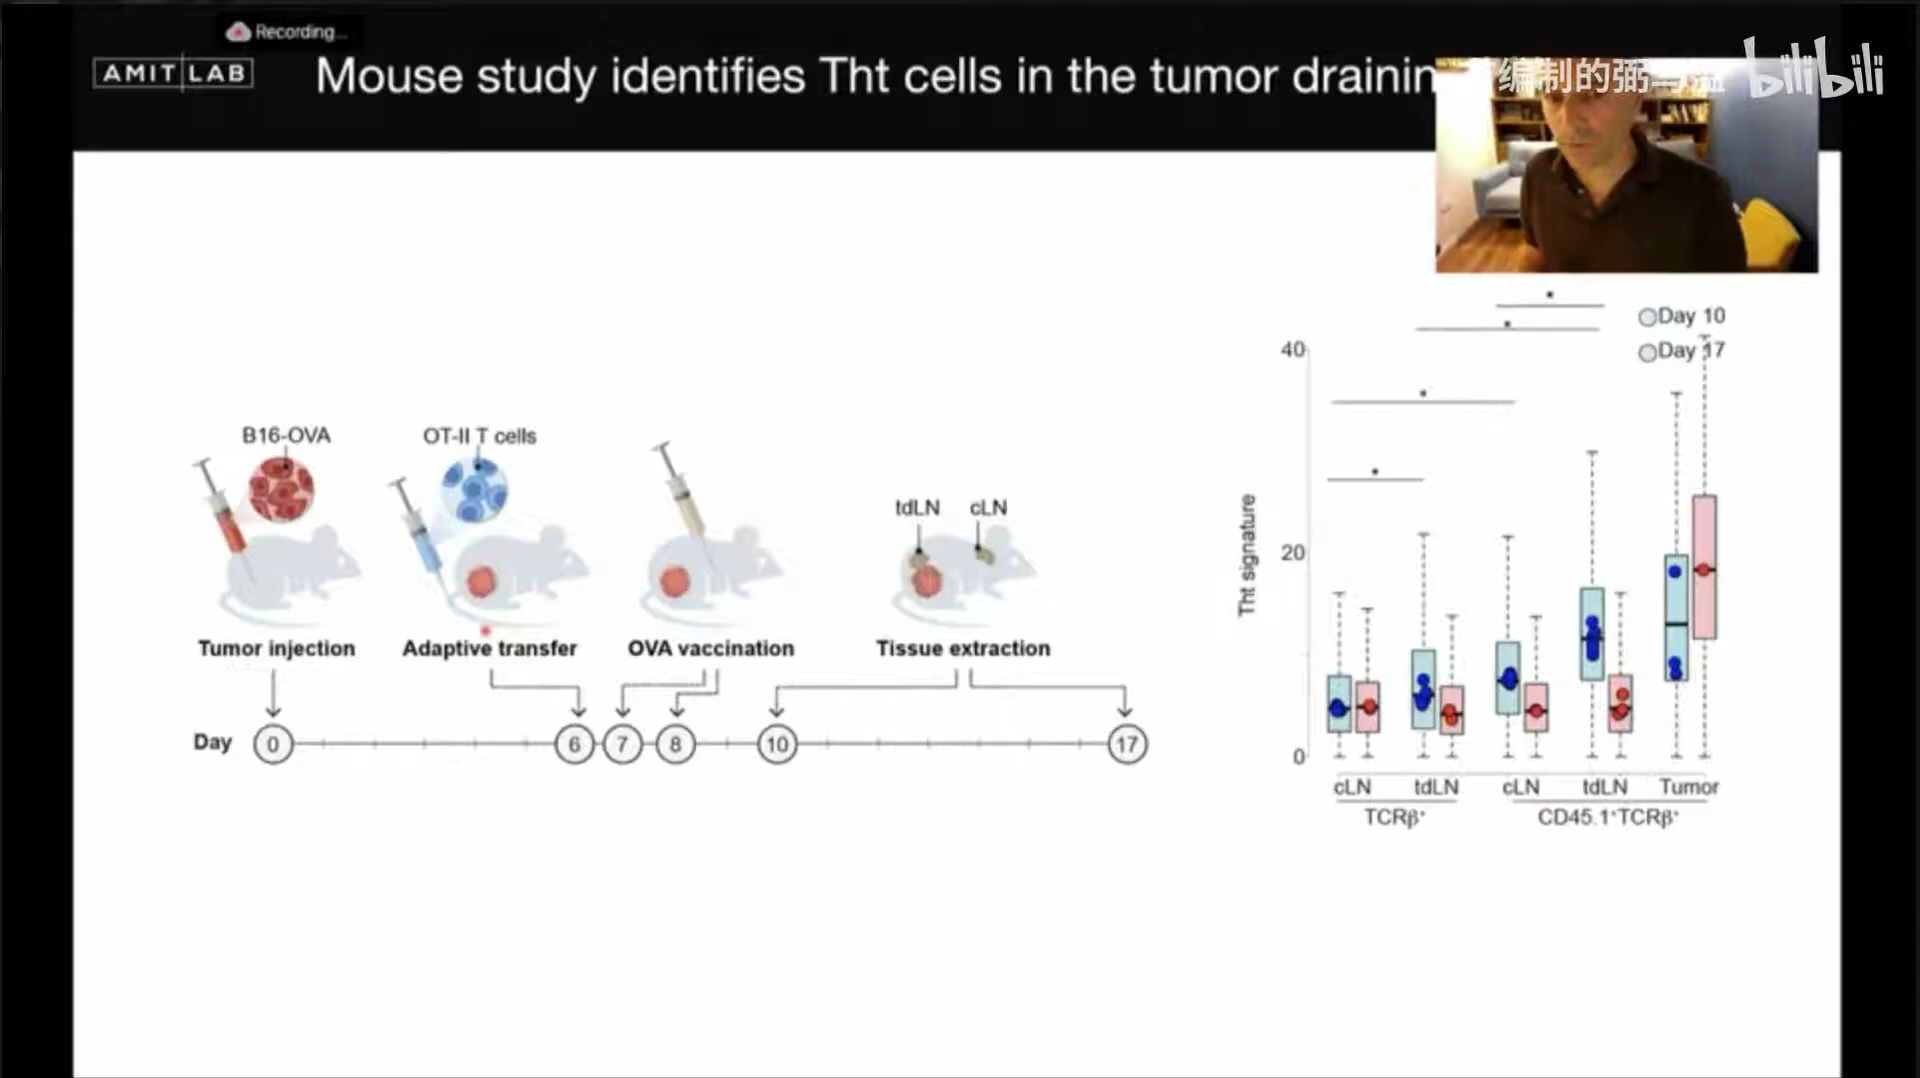 Recording...
AMIT LAB
Mouse study identifies Tht cells in the tumor drainin
bilibili
Day 10
Day 17
40
B16-OVA
OT-II T cells
tdLN
cLN
Tht signature
20
Tumor injection
Adaptive transfer
OVA vaccination
Tissue extraction
Day
0
6
7
8
10
17
0
cLN
tdLN
cLN
tdLN
Tumor
TCRβ⁺
CD45.1⁺TCRβ⁺